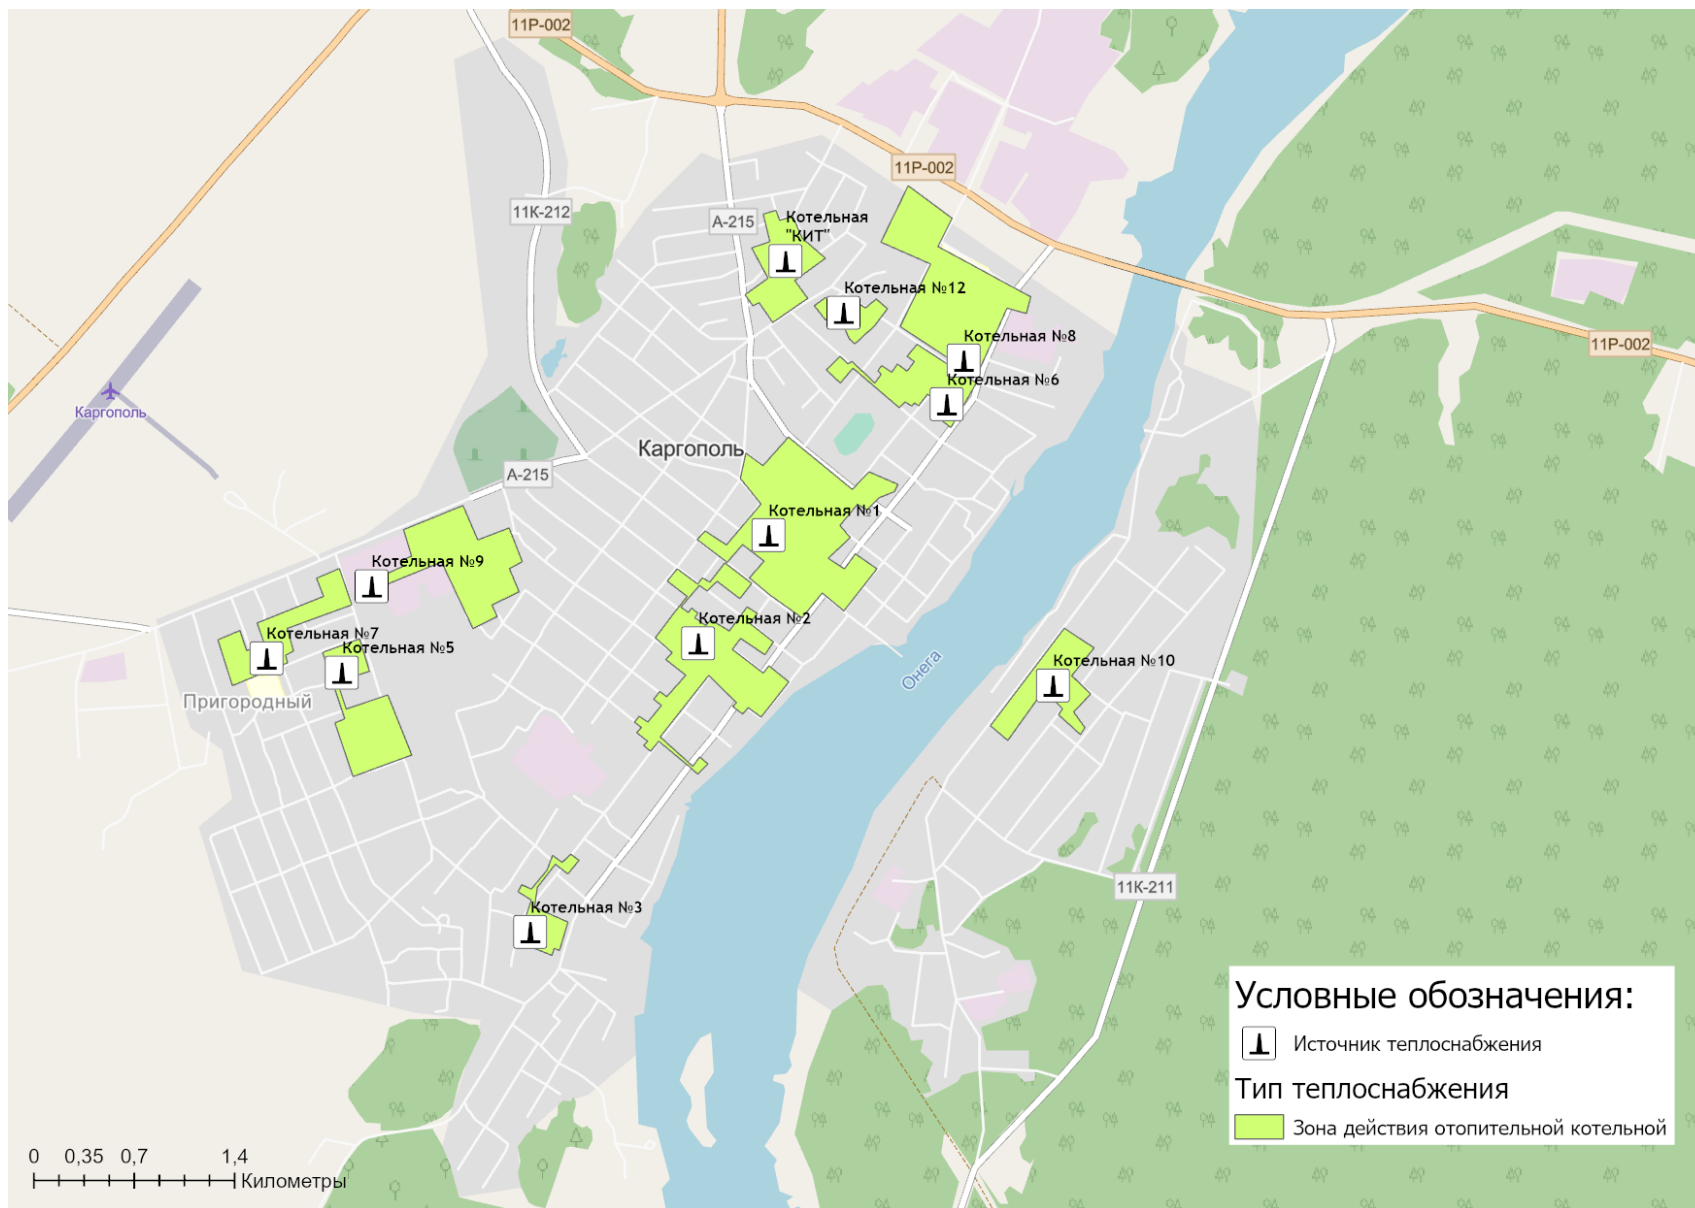 11Р-002
11Р-002
11К-212
А-215
Котельная
"КИТ"
Котельная №12
Котельная №8
11Р-002
Котельная №6
Каргополь
Каргополь
А-215
Котельная №1
Котельная №9
Котельная №2
Котельная №7
Котельная №5
Онега
Котельная №10
Пригородный
11К-211
Котельная №3
Условные обозначения:
Источник теплоснабжения
Тип теплоснабжения
Зона действия отопительной котельной
0 0,35 0,7 1,4
Километры